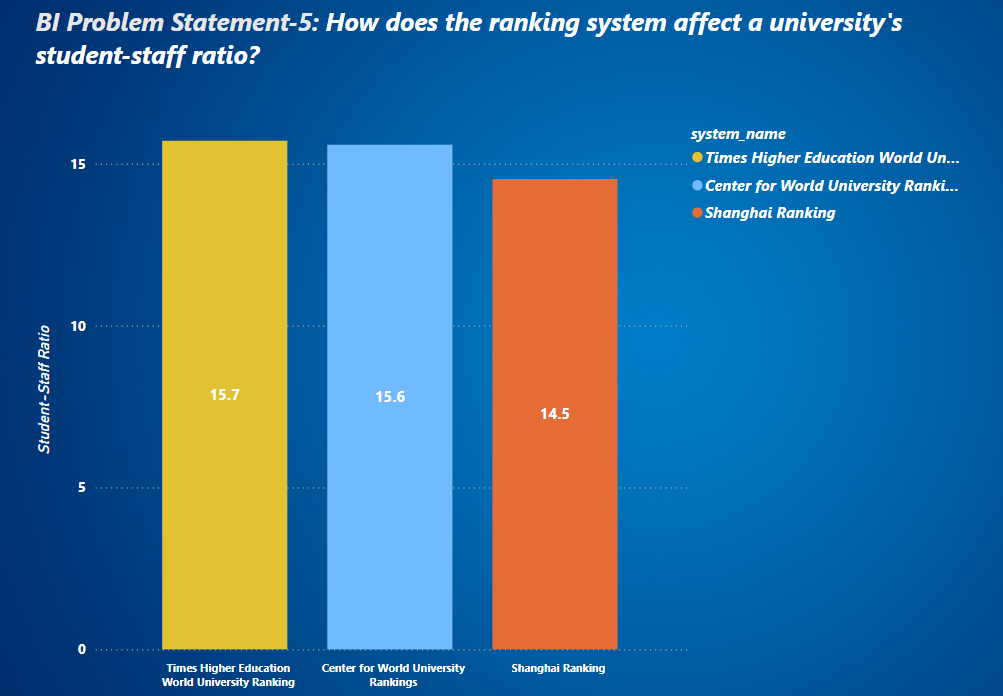 BI Problem Statement-5: How does the ranking system affect a university's
student-staff ratio?
system_name
Times Higher Education World Un...
Center for World University Ranki...
Shanghai Ranking
Student-Staff Ratio
15
10
5
0
15.7
15.6
14.5
Times Higher Education
World University Ranking
Center for World University
Rankings
Shanghai Ranking